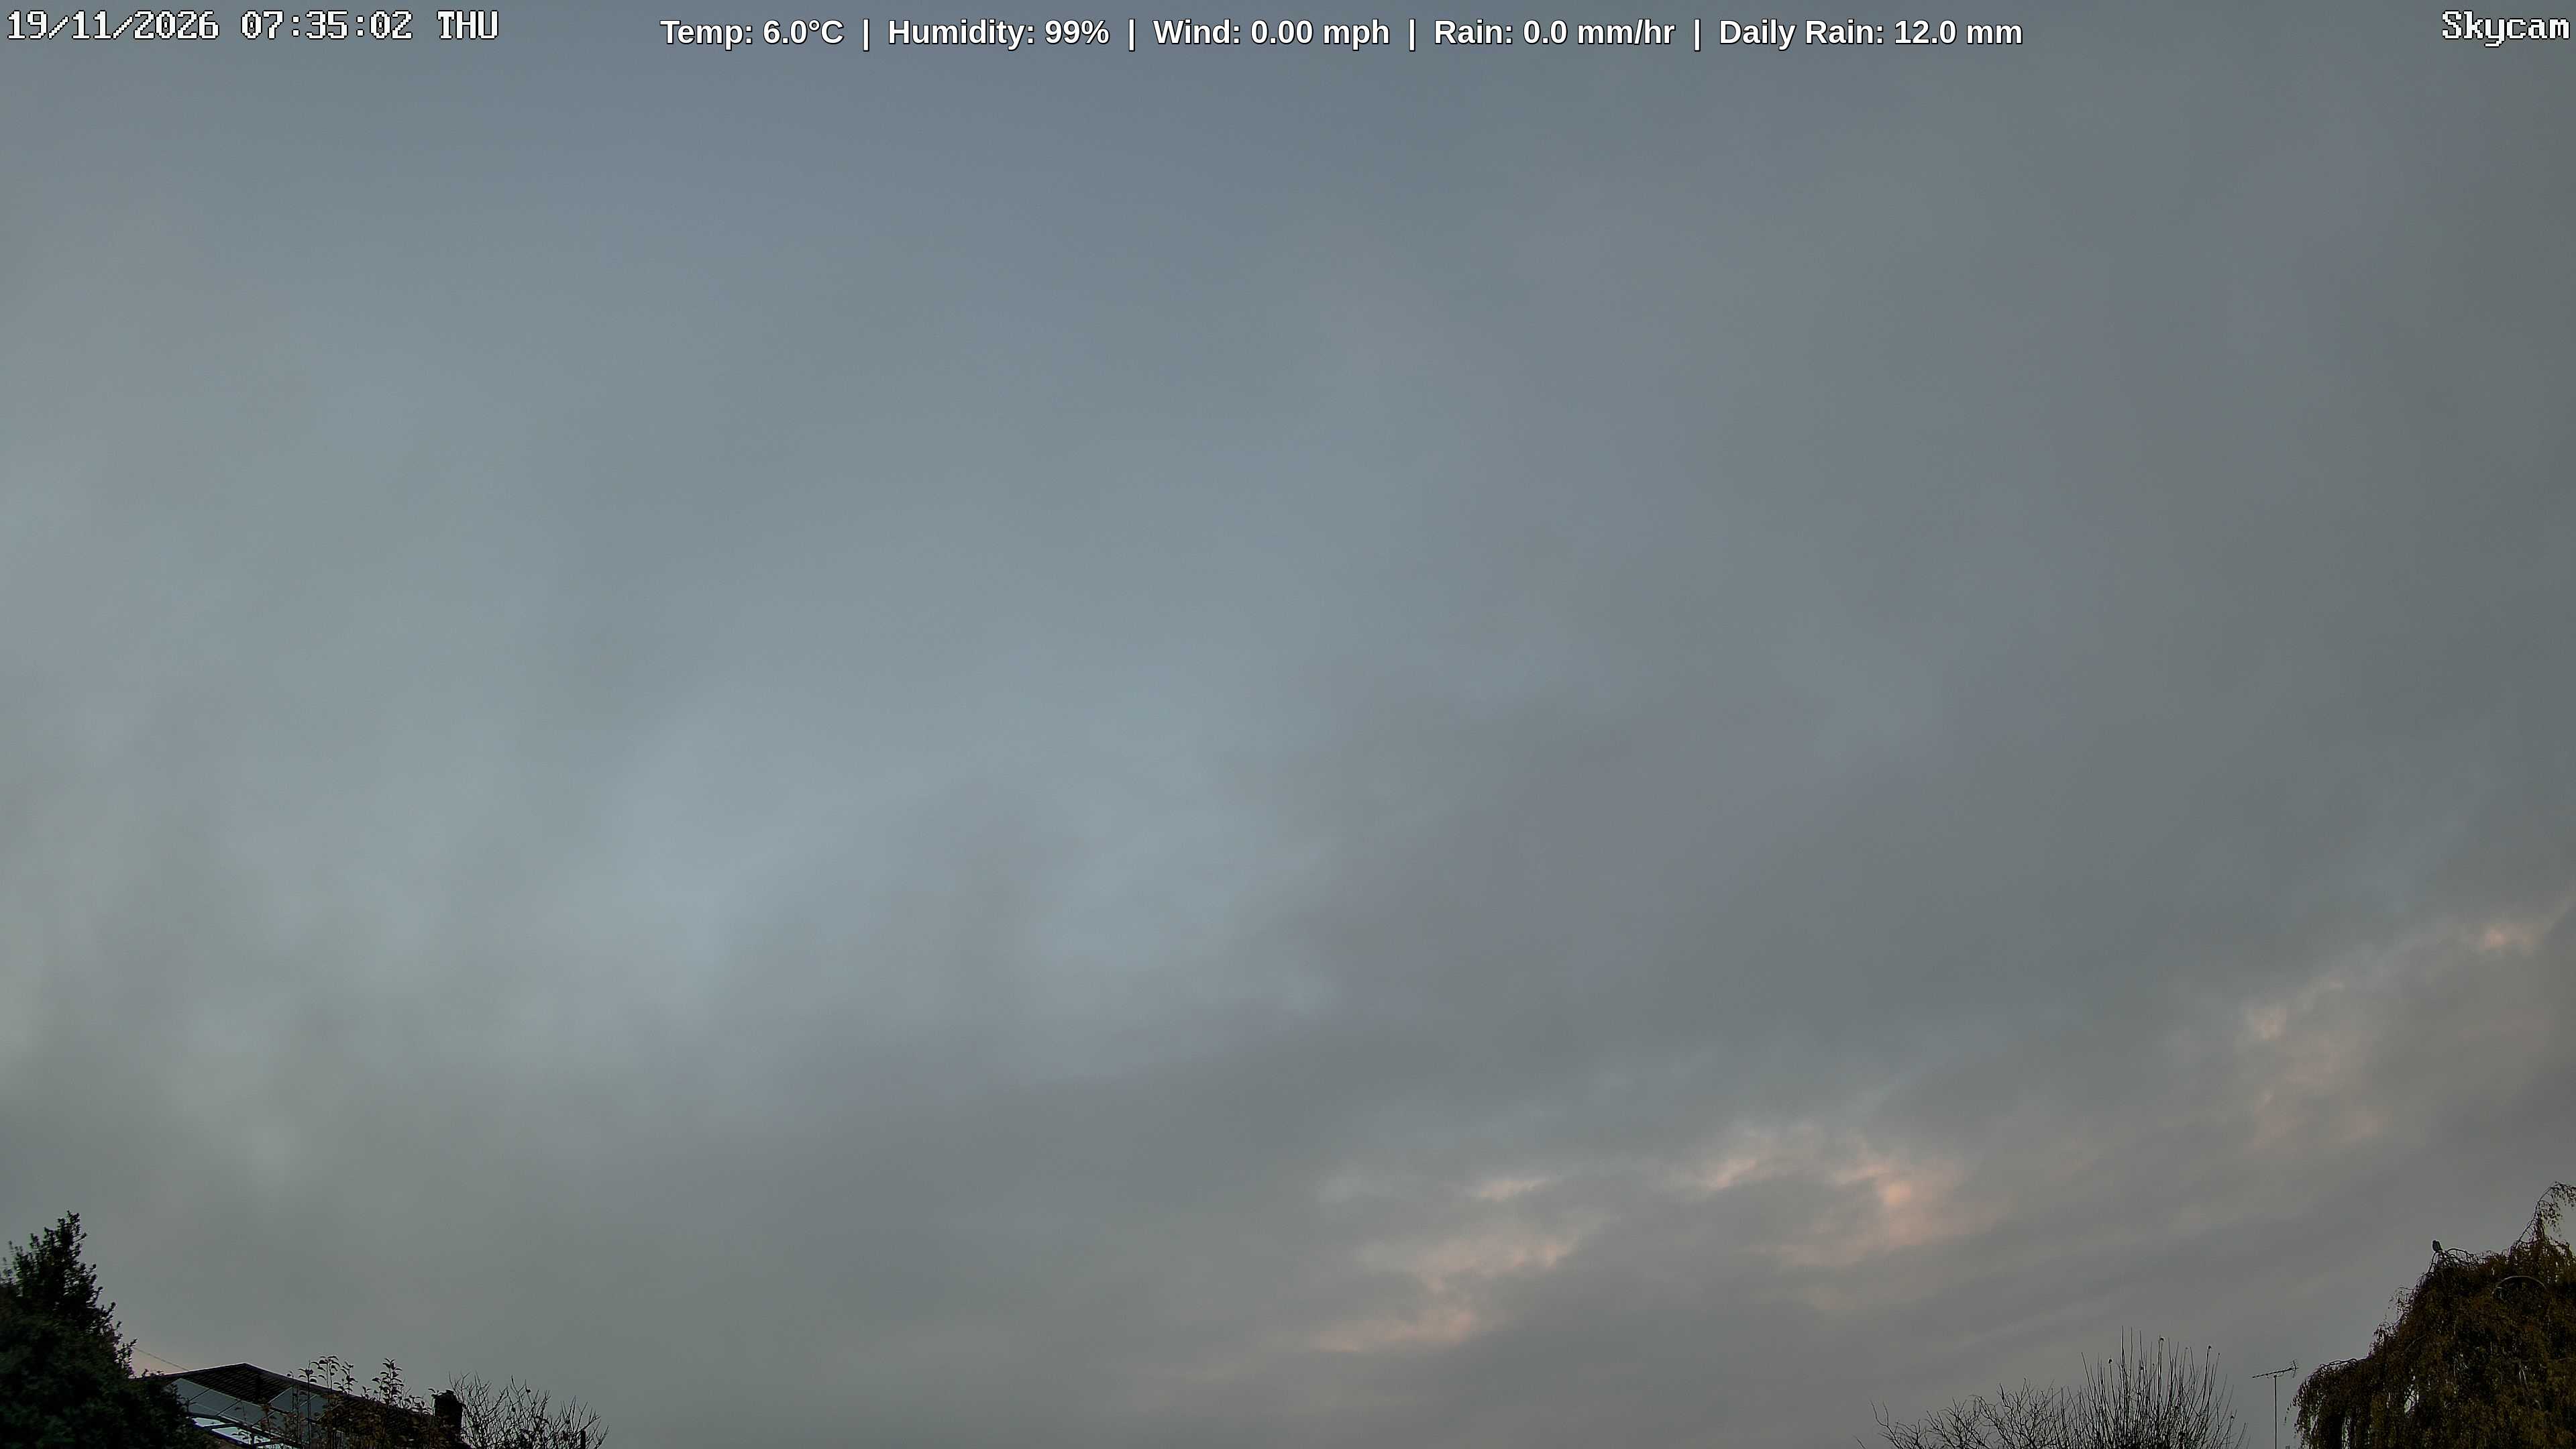 19/11/2026 07:35:02 THU
Temp: 6.0°C | Humidity: 99% | Wind: 0.00 mph | Rain: 0.0 mm/hr | Daily Rain: 12.0 mm
Skycam